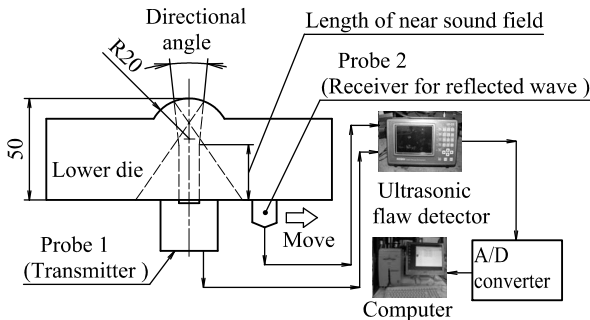 Directional
angle
Length of near sound field
R20
Probe 2
(Receiver for reflected wave )
50
Lower die
Ultrasonic
flaw detector
Move
Probe 1
(Transmitter )
A/D
converter
Computer